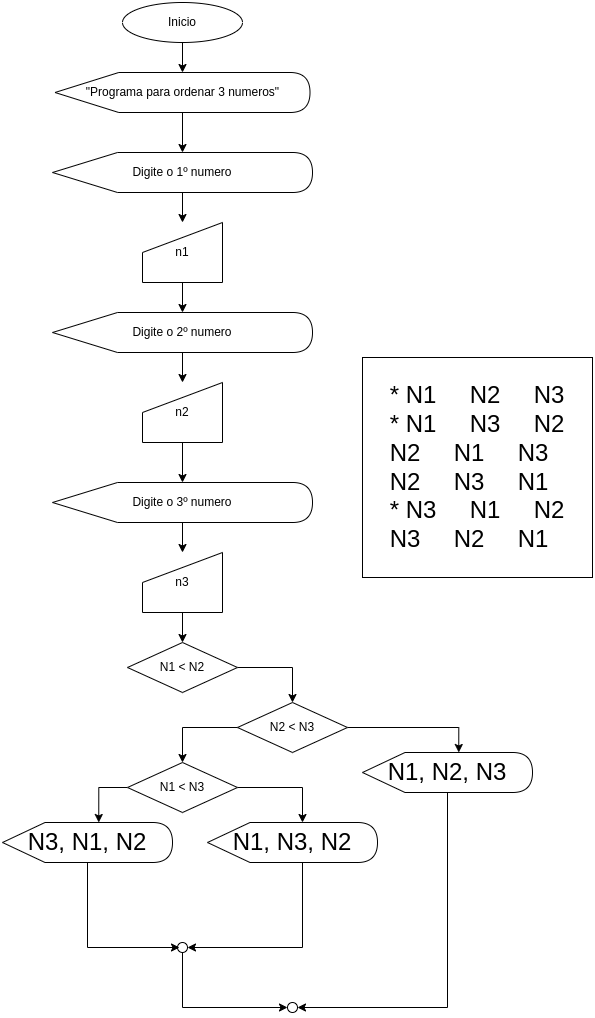 Inicio
"Programa para ordenar 3 numeros"
Digite o 1º numero
n1
Digite o 2º numero
n2
Digite o 3º numero
n3
* N1 N2 N3
* N1 N3 N2
N2 N1 N3
N2 N3 N1
* N3 N1 N2
N3 N2 N1
N1 < N2
N2 < N3
N1 < N3
N1, N2, N3
N3, N1, N2
N1, N3, N2